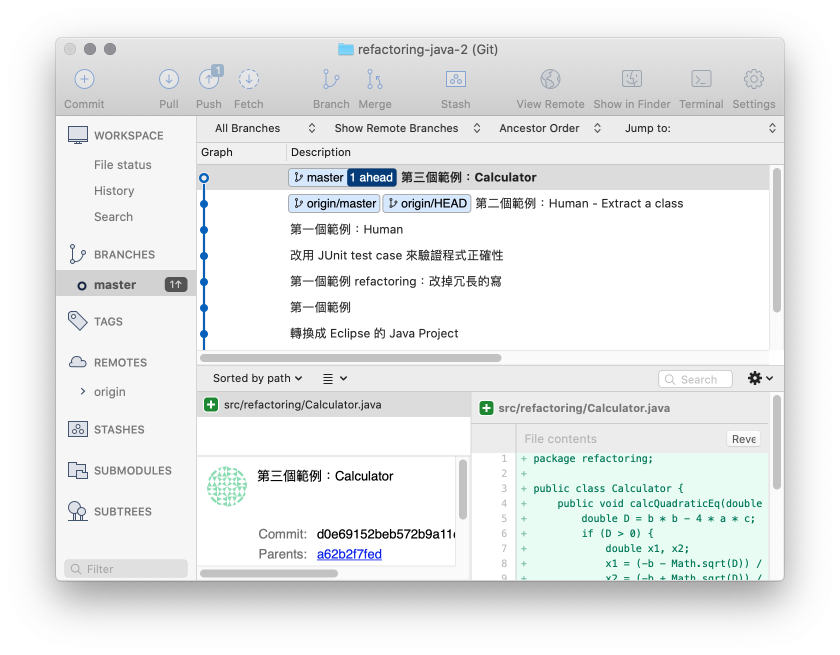 refactoring-java-2 (Git)
1
Commit Pull Push Fetch Branch Merge Stash View Remote Show in Finder Terminal Settings
WORKSPACE
File status
History
Search
BRANCHES
master 1↑
TAGS
REMOTES
origin
STASHES
SUBMODULES
SUBTREES
Filter
All Branches Show Remote Branches Ancestor Order Jump to:
Graph Description
master 1 ahead 第三個範例：Calculator
origin/master origin/HEAD 第二個範例：Human - Extract a class
第一個範例：Human
改用 JUnit test case 來驗證程式正確性
第一個範例 refactoring：改掉冗長的寫
第一個範例
轉換成 Eclipse 的 Java Project
Sorted by path Search
src/refactoring/Calculator.java
第三個範例：Calculator
Commit: d0e69152beb572b9a11
Parents: a62b2f7fed
src/refactoring/Calculator.java
File contents Reve
1 + package refactoring;
2 +
3 + public class Calculator {
4 + public void calcQuadraticEq(double
5 + double D = b * b - 4 * a * c;
6 + if (D > 0) {
7 + double x1, x2;
8 + x1 = (-b - Math.sqrt(D)) /
9 + x2 = (-b + Math.sqrt(D)) /